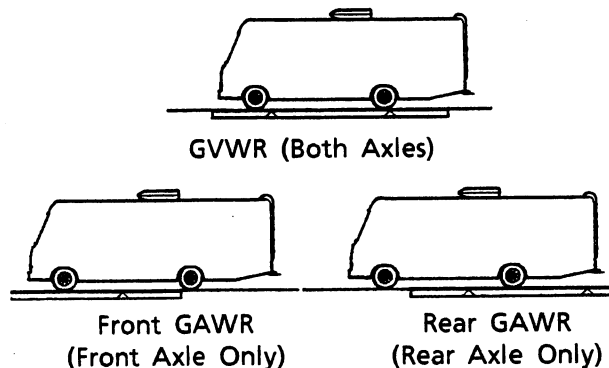 GVWR (Both Axles)
Front GAWR
(Front Axle Only)
Rear GAWR
(Rear Axle Only)